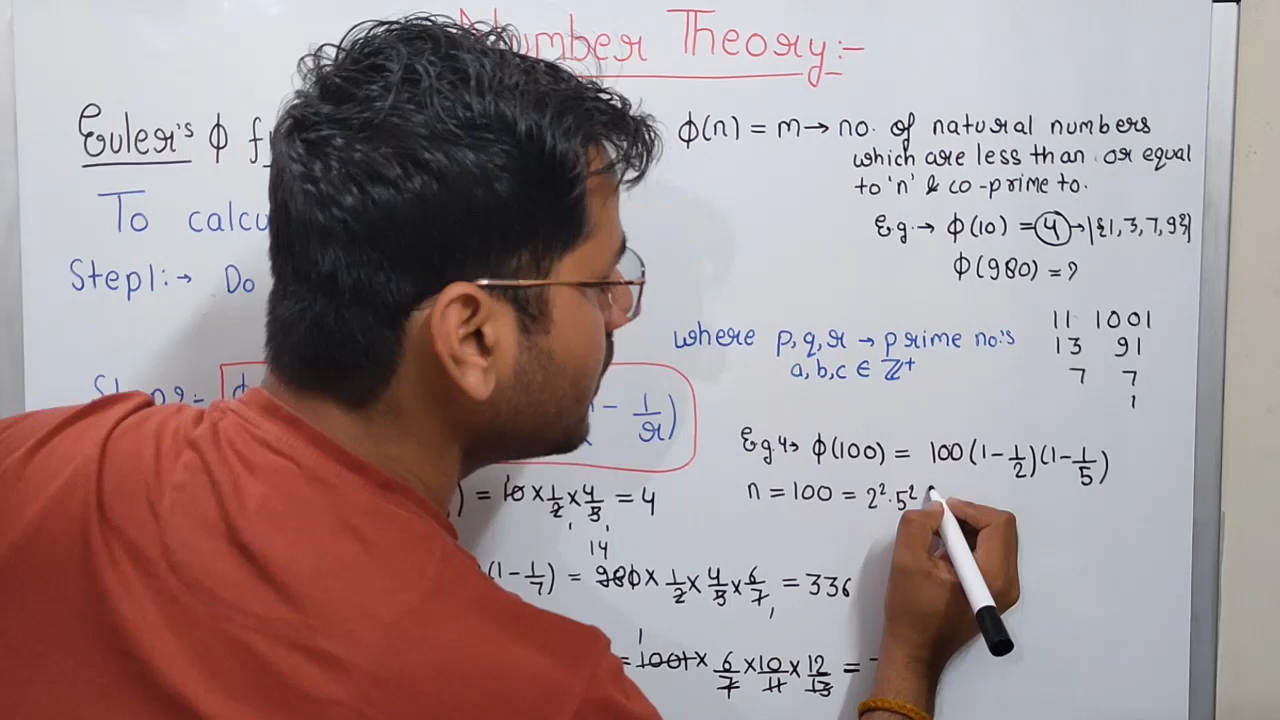 Number Theory:-
Euler's ϕ
To
Step1:→ Do
ϕ(n) = m→ no. of natural numbers
which are less than or equal
to 'n' & co-prime to.
E.g.→ ϕ(10) = 4→|{1,3,7,9}|
ϕ(980) = ?
where p,q,r → prime no:s
a,b,c ∈ ℤ⁺
11 1001
13 91
7 7
1
- 1/r)
E.g.4→ ϕ(100) = 100(1-1/2)(1-1/5)
n = 100 = 2².5²
) = 10 × 1/2 × 4/5 = 4
14
(1-1/7) = 980 × 1/2 × 4/5 × 6/7 = 336
1
= 1001 × 6/7 × 10/11 × 12/13 =